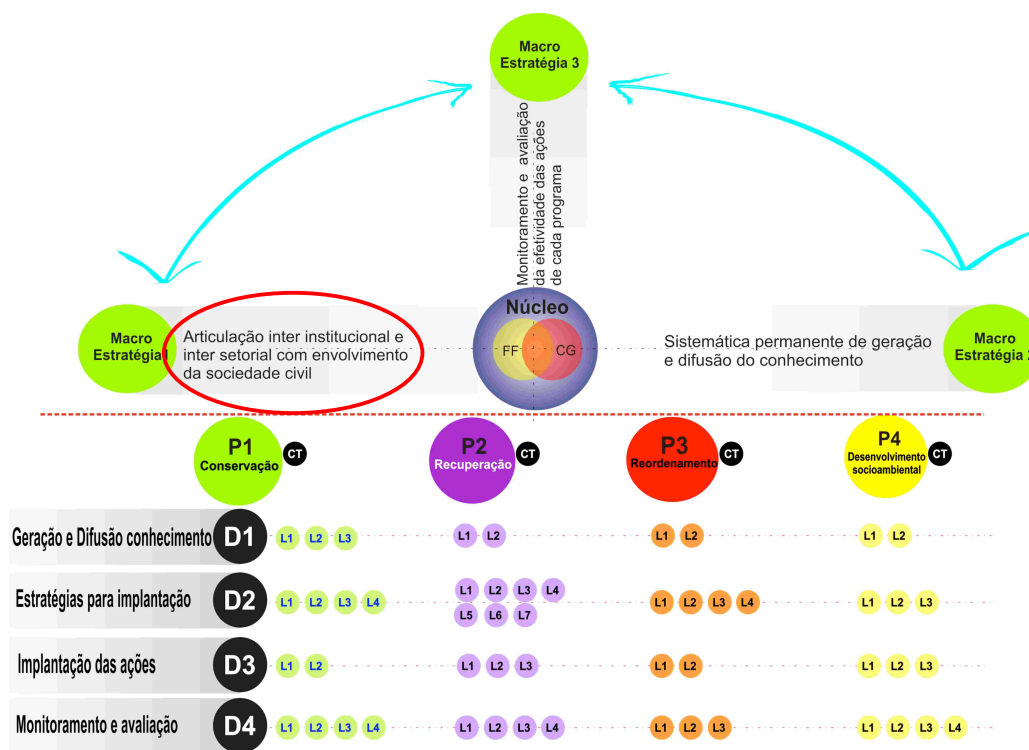 Macro
Estratégia 3
Monitoramento e avaliação
da efetividade das ações
de cada programa
Macro
Estratégia
Articulação inter institucional e
inter setorial com envolvimento
da sociedade civil
Núcleo
FF CG
Sistemática permanente de geração
e difusão do conhecimento
Macro
Estratégia
P1
Conservação
CT
P2
Recuperação
CT
P3
Reordenamento
CT
P4
Desenvolvimento
socioambiental
CT
Geração e Difusão conhecimento D1 L1 L2 L3 L1 L2 L1 L2 L1 L2
Estratégias para implantação D2 L1 L2 L3 L4 L1 L2 L3 L4 L1 L2 L3 L4 L1 L2 L3
L5 L6 L7
Implantação das ações D3 L1 L2 L1 L2 L3 L1 L2 L1 L2 L3
Monitoramento e avaliação D4 L1 L2 L3 L4 L1 L2 L3 L4 L1 L2 L3 L1 L2 L3 L4